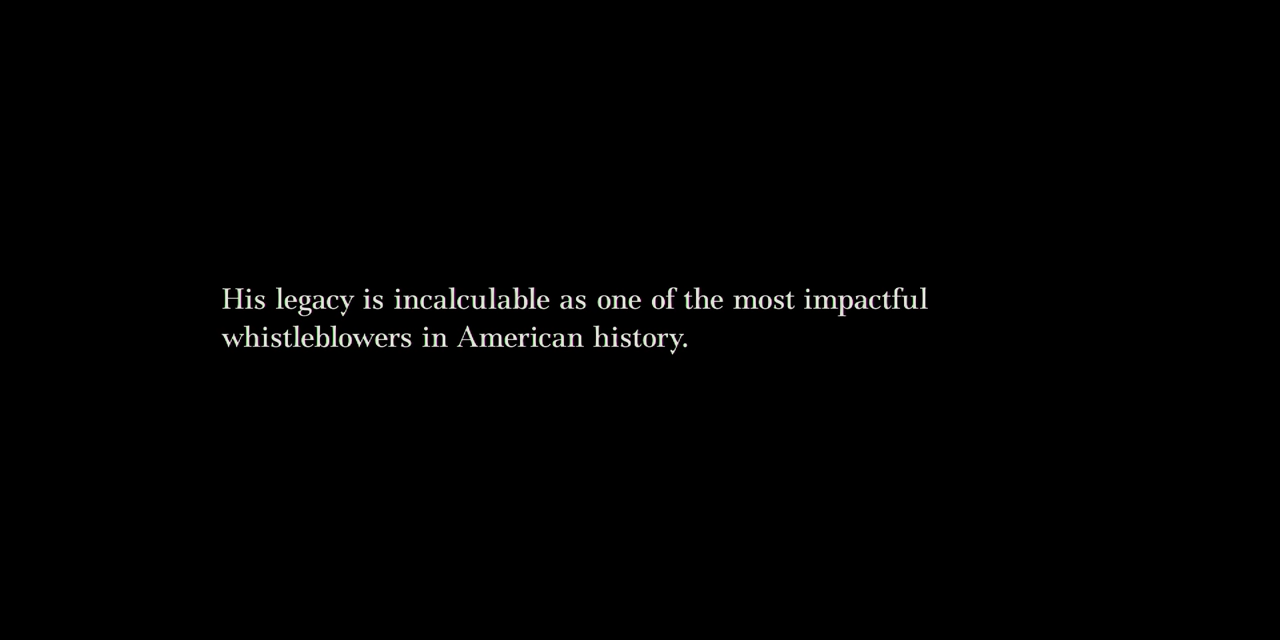 His legacy is incalculable as one of the most impactful
whistleblowers in American history.